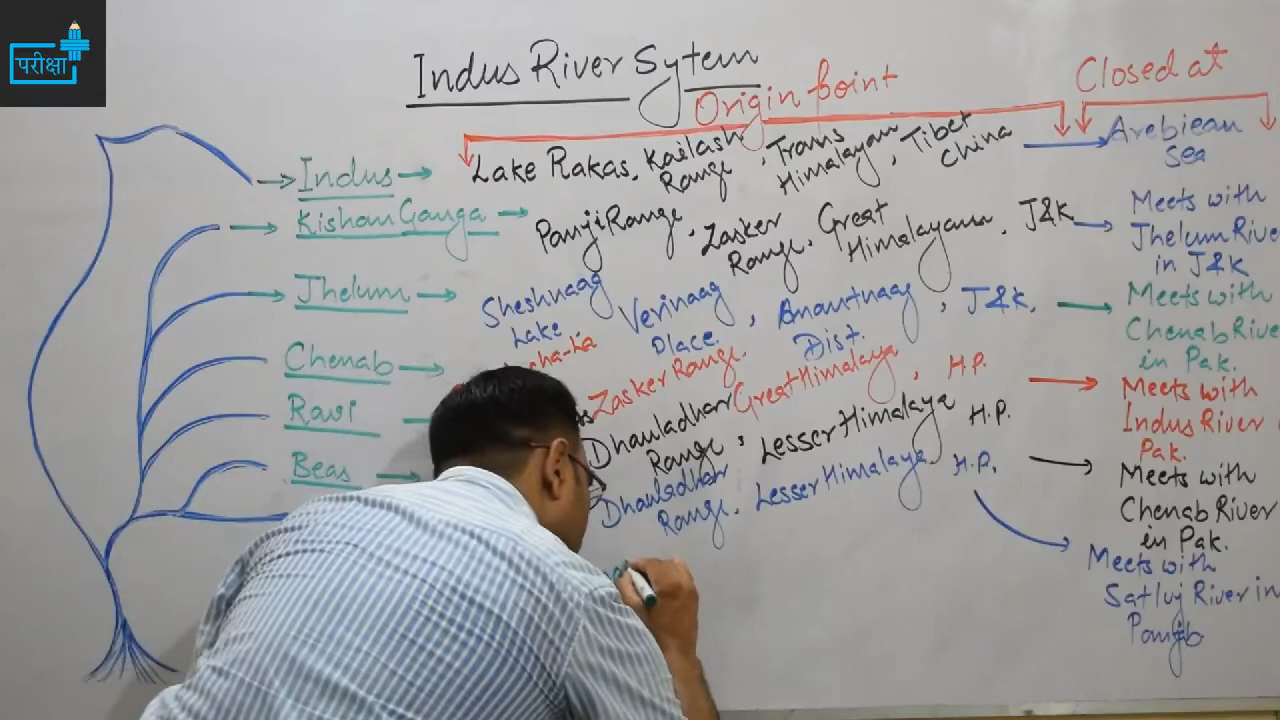 परीक्षा
Indus River Sytem
Origin point
Closed at
Indus
Lake Rakas, Kailash Range, Trans Himalayan, Tibet China
Arebiean Sea
Kishan Ganga
Panji Range, Zasker Range, Great Himalayana, J&K
Meets with
Jhelum River
in J&K
Jhelum
Sheshnaag Lake
Verinaag Place, Anantnaag Dist., J&K,
Meets with
Chenab River
in Pak.
Chenab
Zasker Range, Great Himalaya, H.P.
Meets with
Indus River
Pak.
Ravi
Dhauladhar Range, Lesser Himalaya H.P.
Meets with
Chenab River
in Pak.
Beas
Dhauladhar Range, Lesser Himalaya, H.P.
Meets with
Satluj River in
Panjab